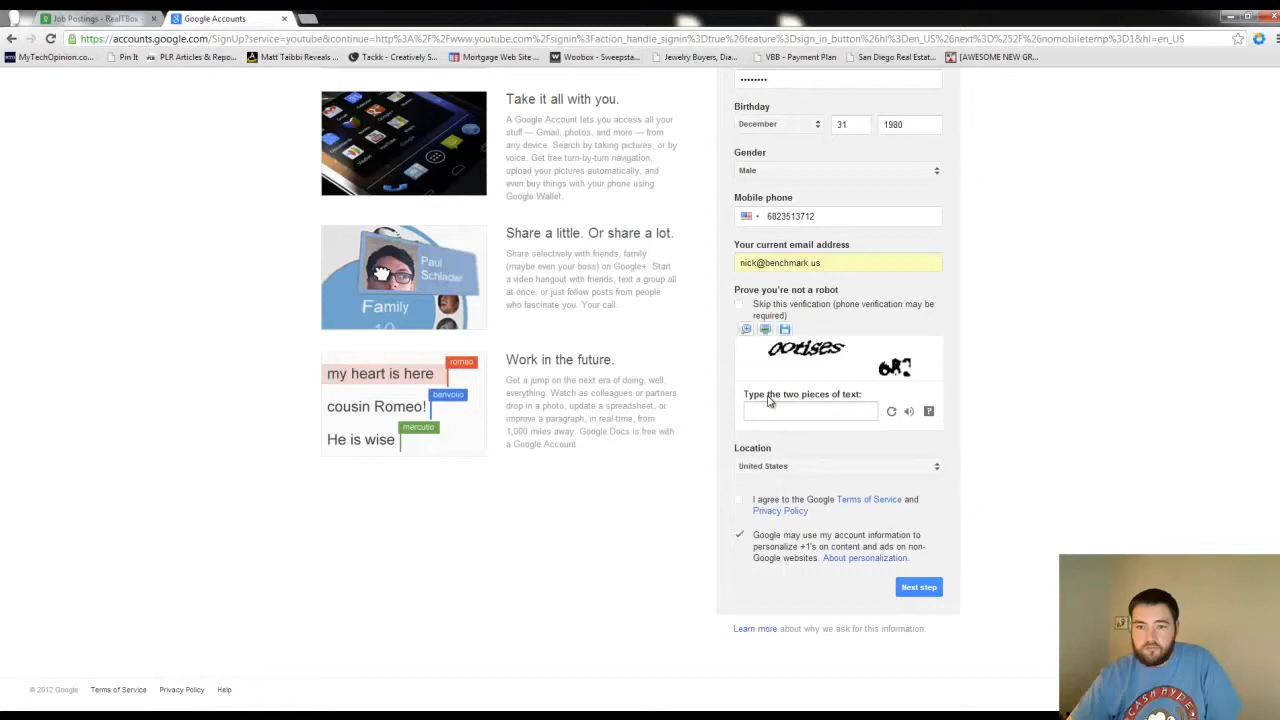 Job Postings - RealTBox
Google Accounts
https://accounts.google.com/SignUp?service=youtube&continue=http%3A%2F%2Fwww.youtube.com%2Fsignin%3Faction_handle_signin%3Dtrue%26feature%3Dsign_in_button%26hl%3Den_US%26next%3D%252F%26nomobiletemp%3D1&hl=en_US
MyTechOpinion.co...
Pin It
PLR Articles & Repo...
Matt Taibbi Reveals ...
Tackk - Creatively S...
Mortgage Web Site ...
Woobox - Sweepsta...
Jewelry Buyers, Dia...
VBB - Payment Plan
San Diego Real Estat...
[AWESOME NEW GR...
Take it all with you.
A Google Account lets you access all your
stuff — Gmail, photos, and more — from
any device. Search by taking pictures, or by
voice. Get free turn-by-turn navigation,
upload your pictures automatically, and
even buy things with your phone using
Google Wallet.
Paul
Schlader
Family
Share a little. Or share a lot.
Share selectively with friends, family
(maybe even your boss) on Google+. Start
a video hangout with friends, text a group all
at once, or just follow posts from people
who fascinate you. Your call.
romeo
my heart is here
benvolio
cousin Romeo!
mercutio
He is wise
Work in the future.
Get a jump on the next era of doing, well,
everything. Watch as colleagues or partners
drop in a photo, update a spreadsheet, or
improve a paragraph, in real-time, from
1,000 miles away. Google Docs is free with
a Google Account
Birthday
December
31
1980
Gender
Male
Mobile phone
6823513712
Your current email address
nick@benchmark.us
Prove you're not a robot
Skip this verification (phone verification may be
required)
Type the two pieces of text:
Location
United States
I agree to the Google Terms of Service and
Privacy Policy
Google may use my account information to
personalize +1's on content and ads on non-
Google websites. About personalization.
Next step
Learn more about why we ask for this information.
© 2012 Google
Terms of Service
Privacy Policy
Help
CASH HYPE